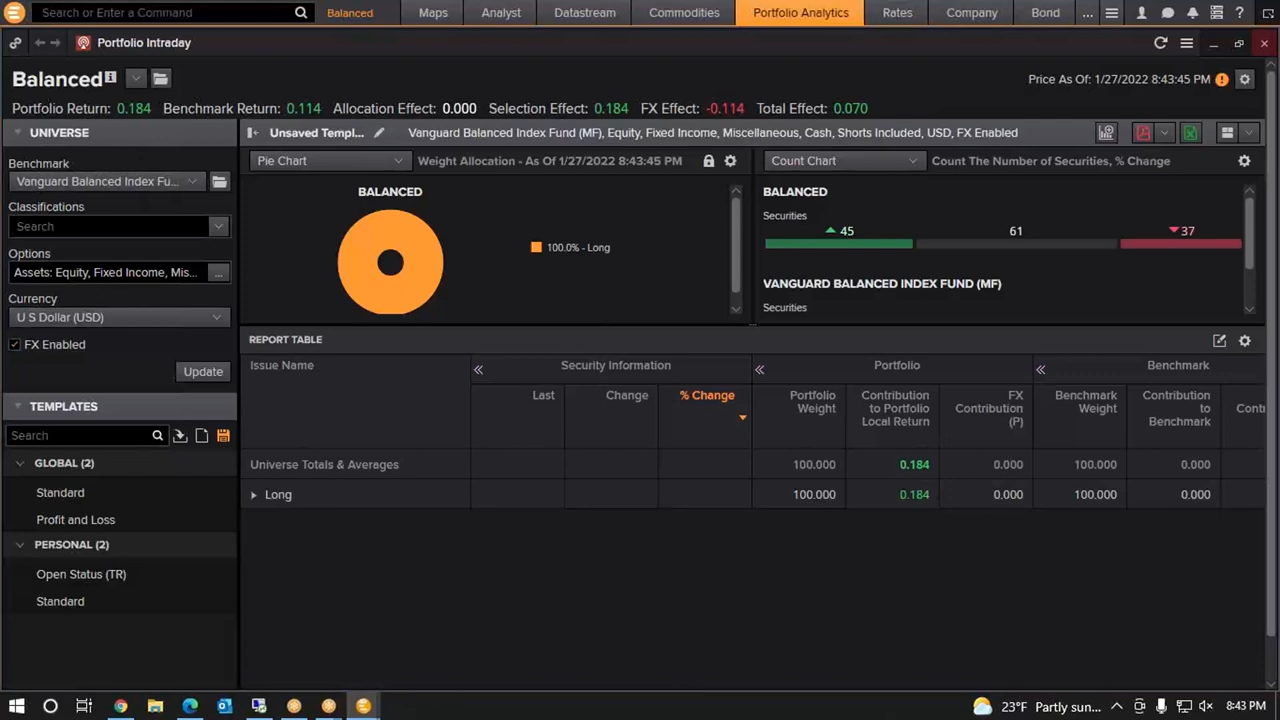 Search or Enter a Command
Balanced
Maps
Analyst
Datastream
Commodities
Portfolio Analytics
Rates
Company
Bond
...
Portfolio Intraday
Balanced
Price As Of: 1/27/2022 8:43:45 PM
Portfolio Return: 0.184 Benchmark Return: 0.114 Allocation Effect: 0.000 Selection Effect: 0.184 FX Effect: -0.114 Total Effect: 0.070
UNIVERSE
Benchmark
Vanguard Balanced Index Fu...
Classifications
Search
Options
Assets: Equity, Fixed Income, Mis...
...
Currency
U S Dollar (USD)
FX Enabled
Update
TEMPLATES
Search
GLOBAL (2)
Standard
Profit and Loss
PERSONAL (2)
Open Status (TR)
Standard
Unsaved Templ...
Vanguard Balanced Index Fund (MF), Equity, Fixed Income, Miscellaneous, Cash, Shorts Included, USD, FX Enabled
Pie Chart
Weight Allocation - As Of 1/27/2022 8:43:45 PM
BALANCED
100.0% - Long
Count Chart
Count The Number of Securities, % Change
BALANCED
Securities
45 61 37
VANGUARD BALANCED INDEX FUND (MF)
Securities
REPORT TABLE
Issue Name
Security Information
Portfolio
Benchmark
Last
Change
% Change
Portfolio Weight
Contribution to Portfolio Local Return
FX Contribution (P)
Benchmark Weight
Contribution to Benchmark
Contr
Universe Totals & Averages 100.000 0.184 0.000 100.000 0.000
Long 100.000 0.184 0.000 100.000 0.000
23°F Partly sun...
8:43 PM